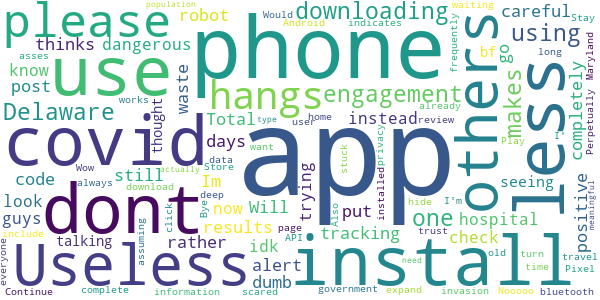 population
Android
indicates
waiting
Would
Stay
careful
robot
downloading
please
thinks
dangerous
phone
others
bf
using
frequently
go
long
Maryland
Perpetually
asses
know
post
use
works
waste
hangs
engagement
makes
less
completely
already
Delaware
thought
Total
instead
user
home
review
I'
covid
still
days
type
app
Play
code
Wow
data
Store
want
stuck
privacy
installed
trying
seeing
positive
meaningful
look
guys
always
download
actually
Im
now
Bye
deep
dont
Will
put
one
hospital
hide
I'm
include
talking
click
results
idk
tracking
Also
page
trust
check
old
turn
travel
everyone
Useless
assuming
rather
alert
API
install
need
time
Pixel
Continue
complete
information
scared
dumb
government
expand
invasion
Nooooo
bluetooth